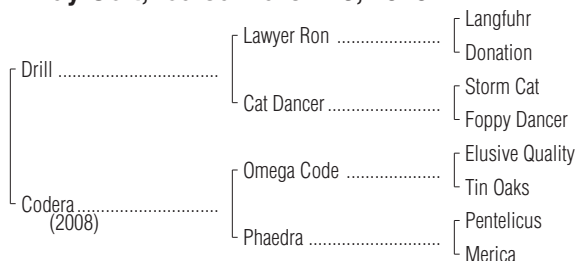 Langfuhr
Lawyer Ron ........................
Donation
Drill .....................................
Storm Cat
Cat Dancer ..........................
Foppy Dancer
Elusive Quality
Omega Code ......................
Tin Oaks
Codera.................................
(2008)
Pentelicus
Phaedra ...............................
Merica